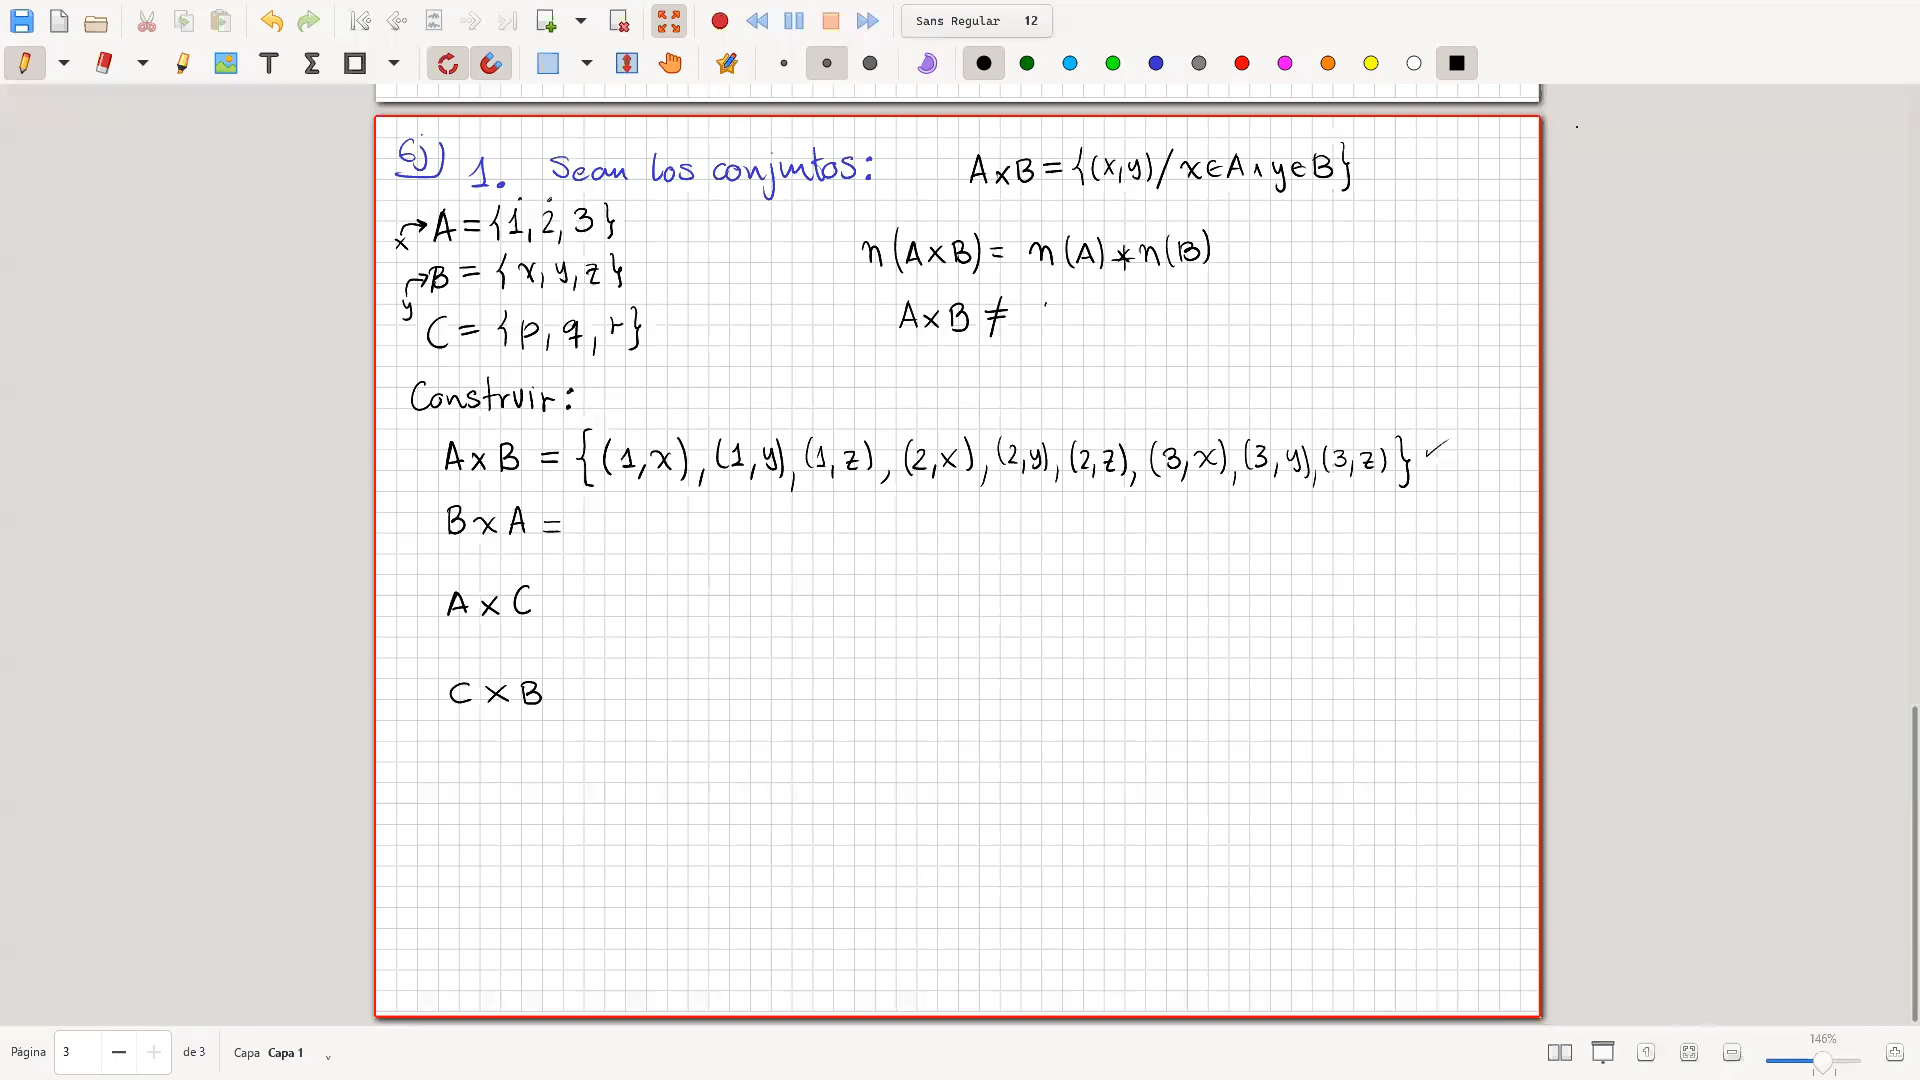 Sans Regular 12
Ej) 1. Sean los conjuntos:
A×B = {(x,y) / x∈A ∧ y∈B}
x → A = {1, 2, 3}
n(A×B) = n(A) * n(B)
y → B = {x, y, z}
A×B ≠
C = {p, q, r}
Construir:
A×B = {(1,x), (1,y), (1,z), (2,x), (2,y), (2,z), (3,x), (3,y), (3,z)} ✓
B×A =
A×C
C×B
Página 3 de 3 Capa Capa 1
146%